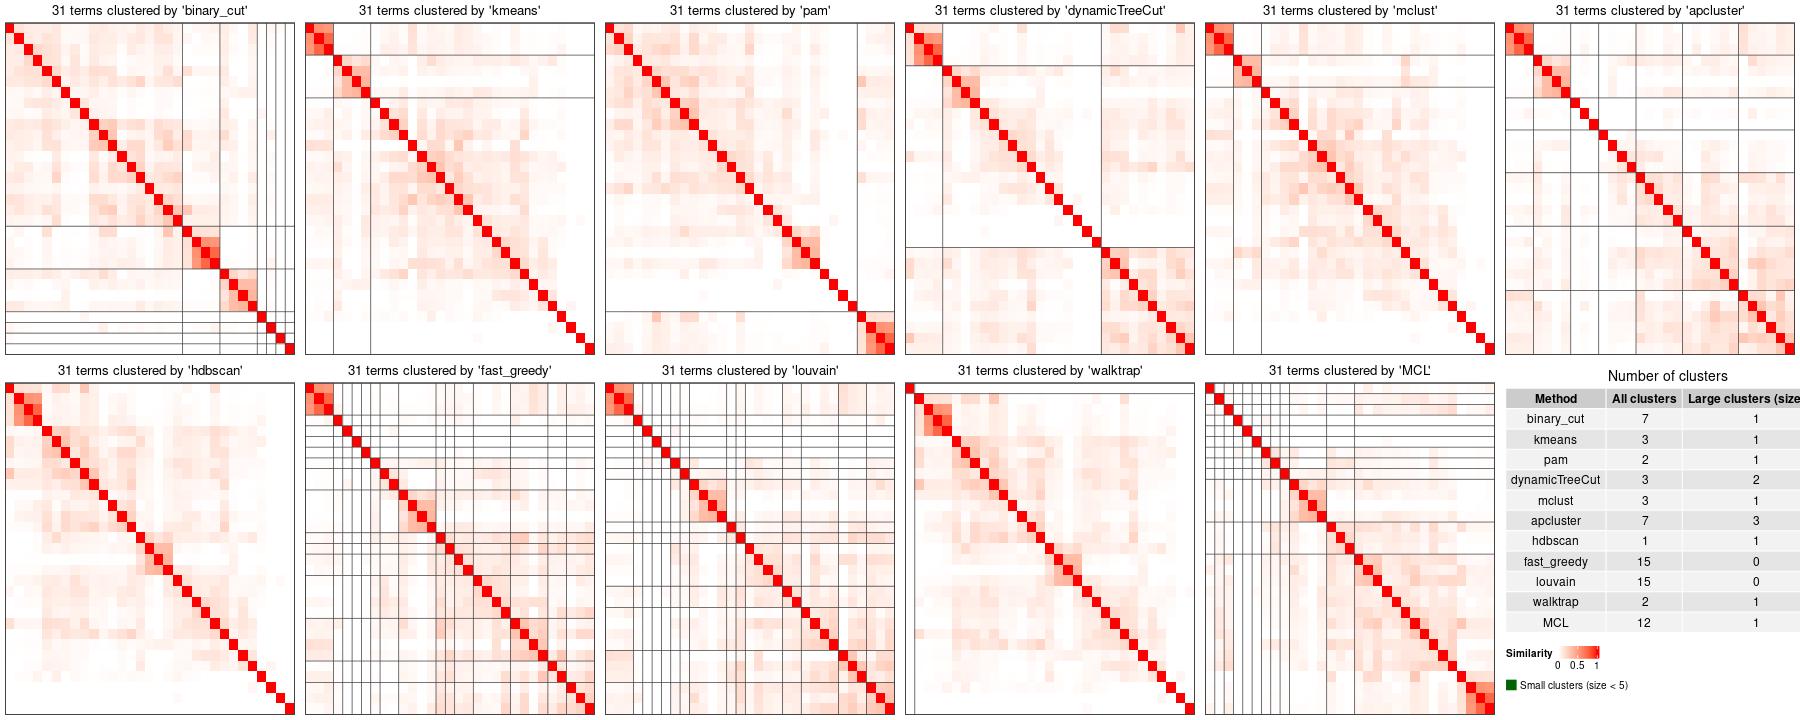 31 terms clustered by 'binary_cut'
31 terms clustered by 'kmeans'
31 terms clustered by 'pam'
31 terms clustered by 'dynamicTreeCut'
31 terms clustered by 'mclust'
31 terms clustered by 'apcluster'
31 terms clustered by 'hdbscan'
31 terms clustered by 'fast_greedy'
31 terms clustered by 'louvain'
31 terms clustered by 'walktrap'
31 terms clustered by 'MCL'
Number of clusters
Method All clusters Large clusters (size
binary_cut 7 1
kmeans 3 1
pam 2 1
dynamicTreeCut 3 2
mclust 3 1
apcluster 7 3
hdbscan 1 1
fast_greedy 15 0
louvain 15 0
walktrap 2 1
MCL 12 1
Similarity
0 0.5 1
Small clusters (size < 5)